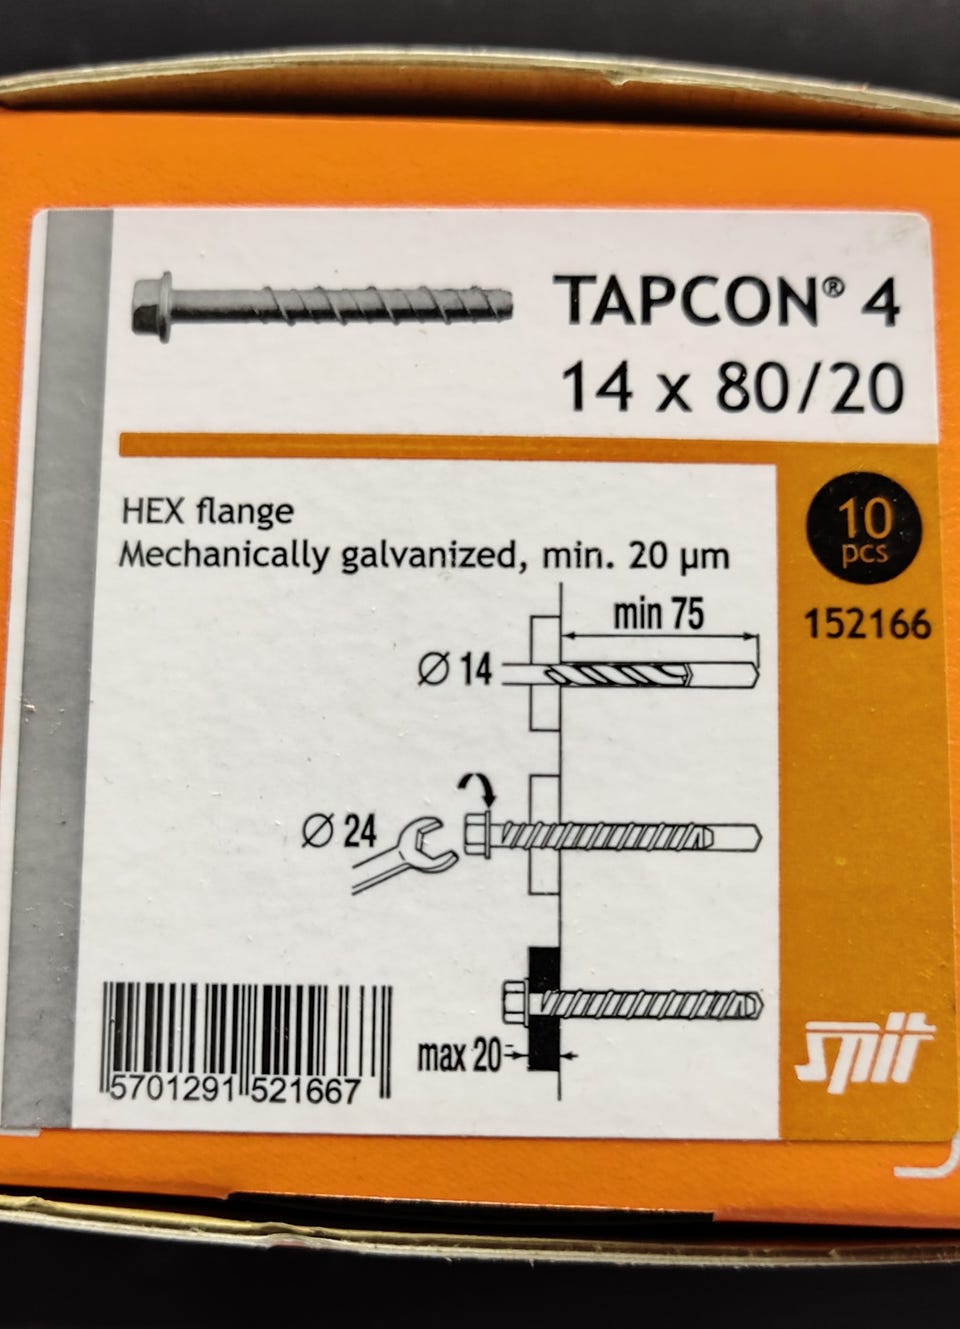 TAPCON® 4
14 x 80/20
HEX flange
Mechanically galvanized, min. 20 µm
10
pcs
152166
min 75
Ø 14
Ø 24
max 20
spit
5701291 521667